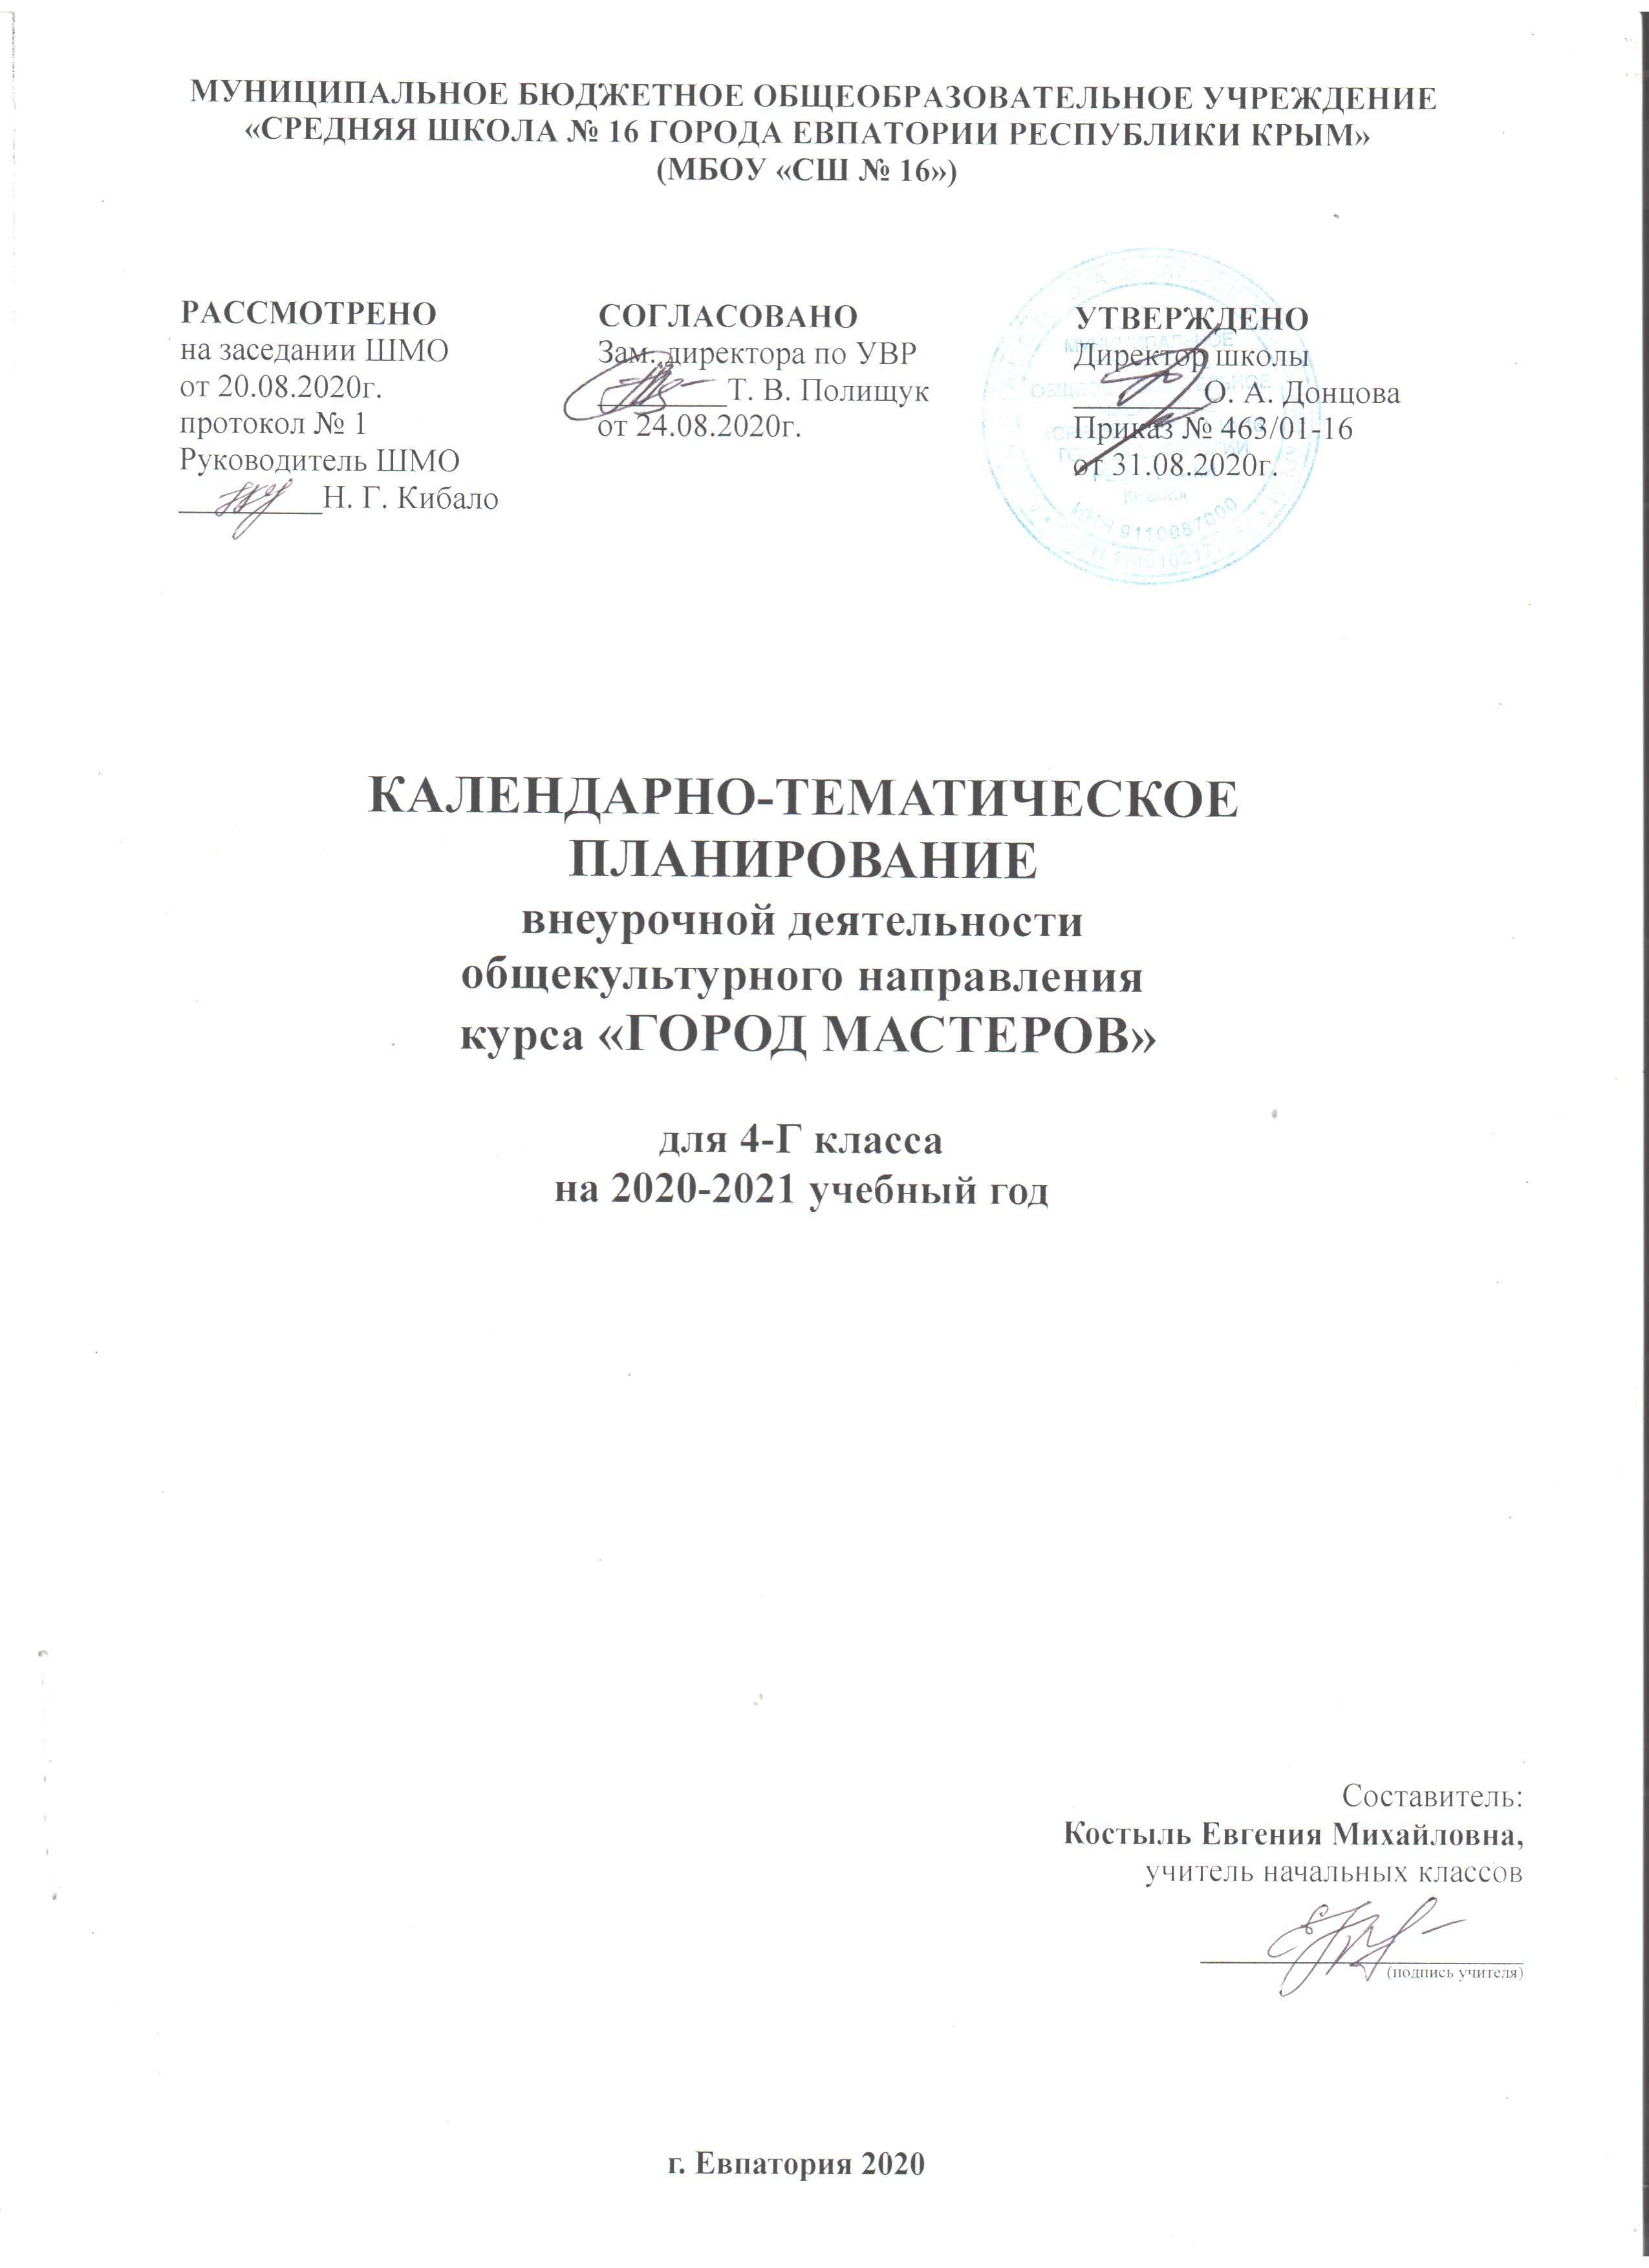 МУНИЦИПАЛЬНОЕ БЮДЖЕТНОЕ ОБЩЕОБРАЗОВАТЕЛЬНОЕ УЧРЕЖДЕНИЕ
«СРЕДНЯЯ ШКОЛА № 16 ГОРОДА ЕВПАТОРИИ РЕСПУБЛИКИ КРЫМ»
(МБОУ «СШ № 16»)
РАССМОТРЕНО
на заседании ШМО
от 20.08.2020г.
протокол № 1
Руководитель ШМО
Н. Г. Кибало
СОГЛАСОВАНО
Зам. директора по УВР
Т. В. Полищук
от 24.08.2020г.
УТВЕРЖДЕНО
Директор школы
О. А. Донцова
Приказ № 463/01-16
от 31.08.2020г.
МУНИЦИПАЛЬНОЕ
ИНН 9110087000
КАЛЕНДАРНО-ТЕМАТИЧЕСКОЕ
ПЛАНИРОВАНИЕ
внеурочной деятельности
общекультурного направления
курса «ГОРОД МАСТЕРОВ»
для 4-Г класса
на 2020-2021 учебный год
Составитель:
Костыль Евгения Михайловна,
учитель начальных классов
(подпись учителя)
г. Евпатория 2020